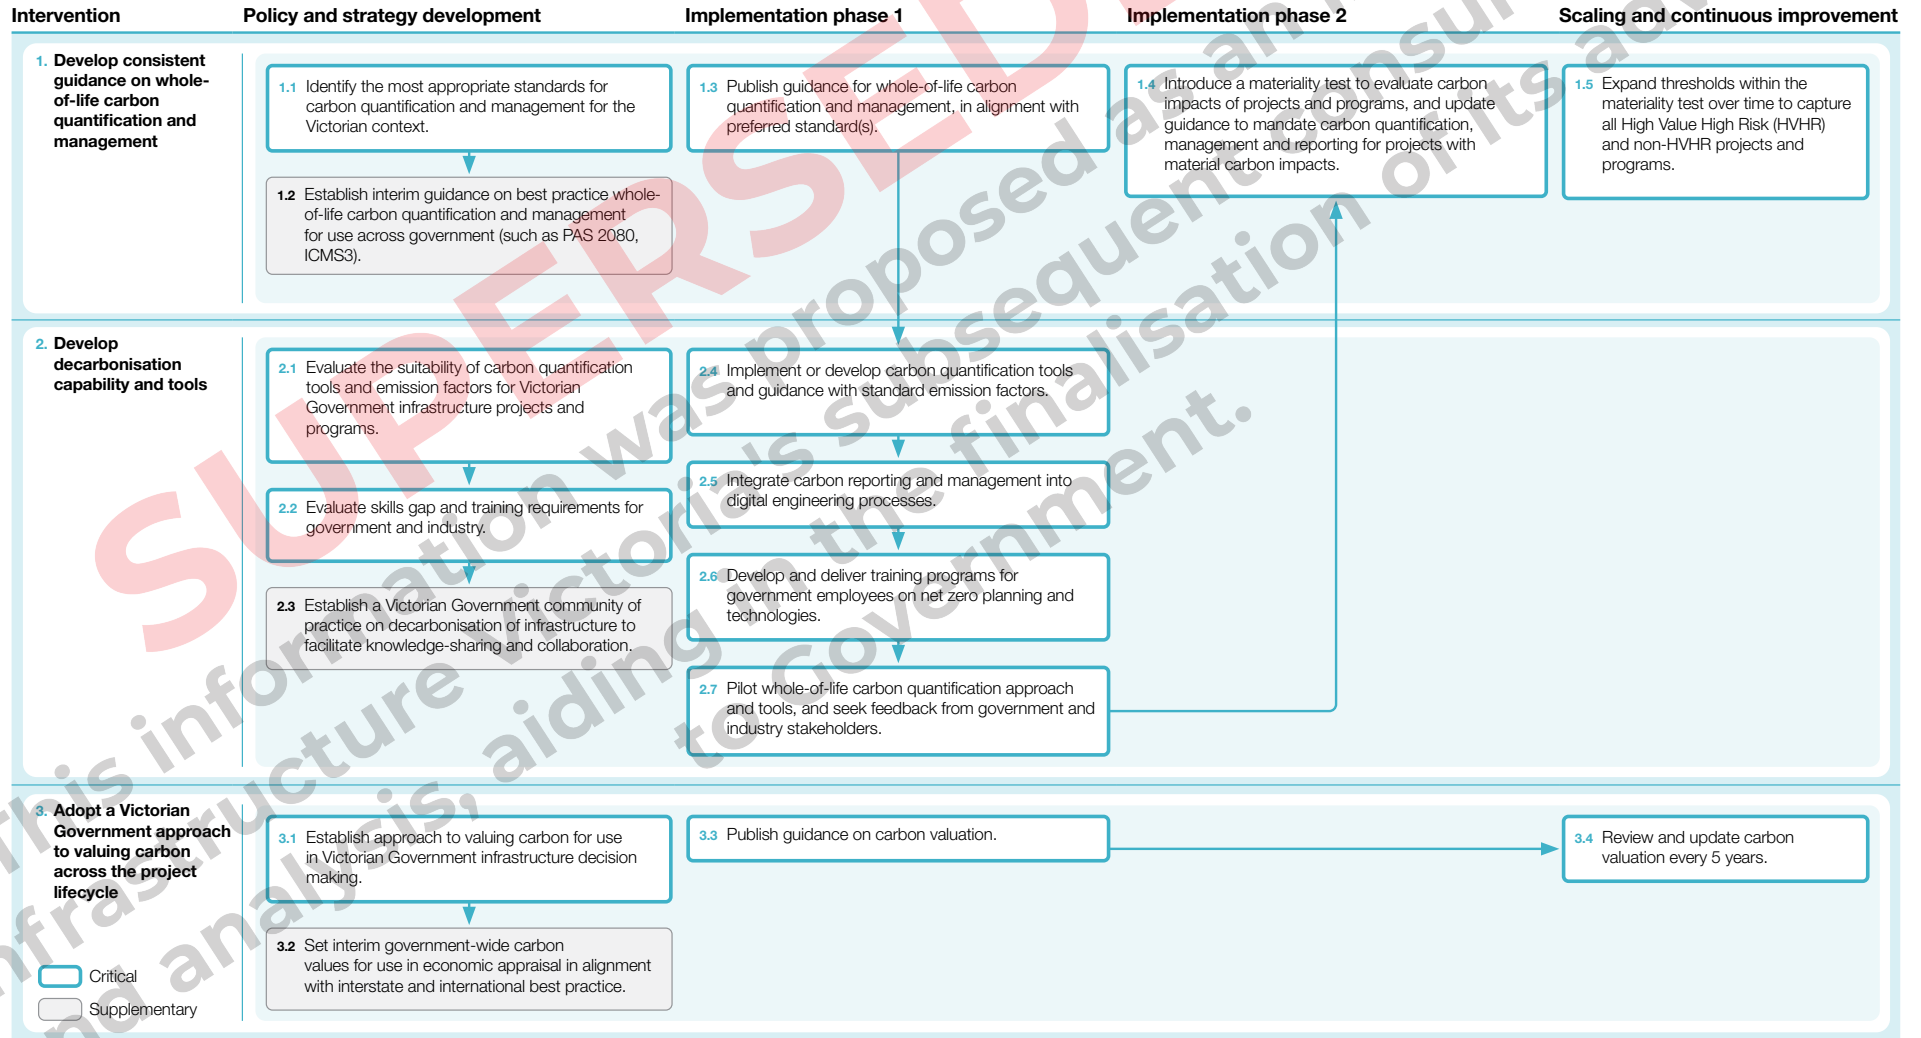 Intervention
Policy and strategy development
Implementation phase 1
Implementation phase 2
Scaling and continuous improvement
1. Develop consistent
guidance on whole-
of-life carbon
quantification and
management
1.1 Identify the most appropriate standards for
carbon quantification and management for the
Victorian context.
1.2 Establish interim guidance on best practice whole-
of-life carbon quantification and management
for use across government (such as PAS 2080,
ICMS3).
1.3 Publish guidance for whole-of-life carbon
quantification and management, in alignment with
preferred standard(s).
1.4 Introduce a materiality test to evaluate carbon
impacts of projects and programs, and update
guidance to mandate carbon quantification,
management and reporting for projects with
material carbon impacts.
1.5 Expand thresholds within the
materiality test over time to capture
all High Value High Risk (HVHR)
and non-HVHR projects and
programs.
2. Develop
decarbonisation
capability and tools
2.1 Evaluate the suitability of carbon quantification
tools and emission factors for Victorian
Government infrastructure projects and
programs.
2.2 Evaluate skills gap and training requirements for
government and industry.
2.3 Establish a Victorian Government community of
practice on decarbonisation of infrastructure to
facilitate knowledge-sharing and collaboration.
2.4 Implement or develop carbon quantification tools
and guidance with standard emission factors.
2.5 Integrate carbon reporting and management into
digital engineering processes.
2.6 Develop and deliver training programs for
government employees on net zero planning and
technologies.
2.7 Pilot whole-of-life carbon quantification approach
and tools, and seek feedback from government and
industry stakeholders.
3. Adopt a Victorian
Government approach
to valuing carbon
across the project
lifecycle
3.1 Establish approach to valuing carbon for use
in Victorian Government infrastructure decision
making.
3.2 Set interim government-wide carbon
values for use in economic appraisal in alignment
with interstate and international best practice.
3.3 Publish guidance on carbon valuation.
3.4 Review and update carbon
valuation every 5 years.
Critical
Supplementary
SUPERSEDE
This information was proposed as an
Infrastructure Victoria's subsequent consul
and analysis, aiding in the finalisation of its adv
to Government.